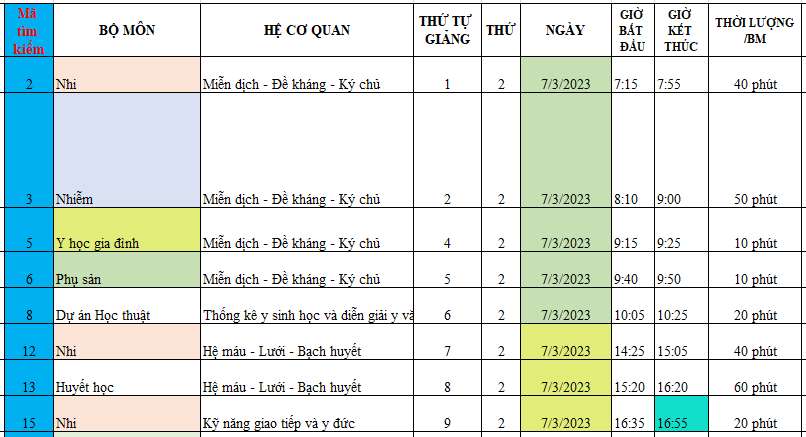 Mã tìm kiếm BỘ MÔN HỆ CƠ QUAN THỨ TỰ GIẢNG THỨ NGÀY GIỜ BẮT ĐẦU GIỜ KẾT THÚC THỜI LƯỢNG /BM
2 Nhi Miễn dịch - Đề kháng - Ký chủ 1 2 7/3/2023 7:15 7:55 40 phút
3 Nhiễm Miễn dịch - Đề kháng - Ký chủ 2 2 7/3/2023 8:10 9:00 50 phút
5 Y học gia đình Miễn dịch - Đề kháng - Ký chủ 4 2 7/3/2023 9:15 9:25 10 phút
6 Phụ sản Miễn dịch - Đề kháng - Ký chủ 5 2 7/3/2023 9:40 9:50 10 phút
8 Dự án Học thuật Thống kê y sinh học và diễn giải y vă 6 2 7/3/2023 10:05 10:25 20 phút
12 Nhi Hệ máu - Lưới - Bạch huyết 7 2 7/3/2023 14:25 15:05 40 phút
13 Huyết học Hệ máu - Lưới - Bạch huyết 8 2 7/3/2023 15:20 16:20 60 phút
15 Nhi Kỹ năng giao tiếp và y đức 9 2 7/3/2023 16:35 16:55 20 phút